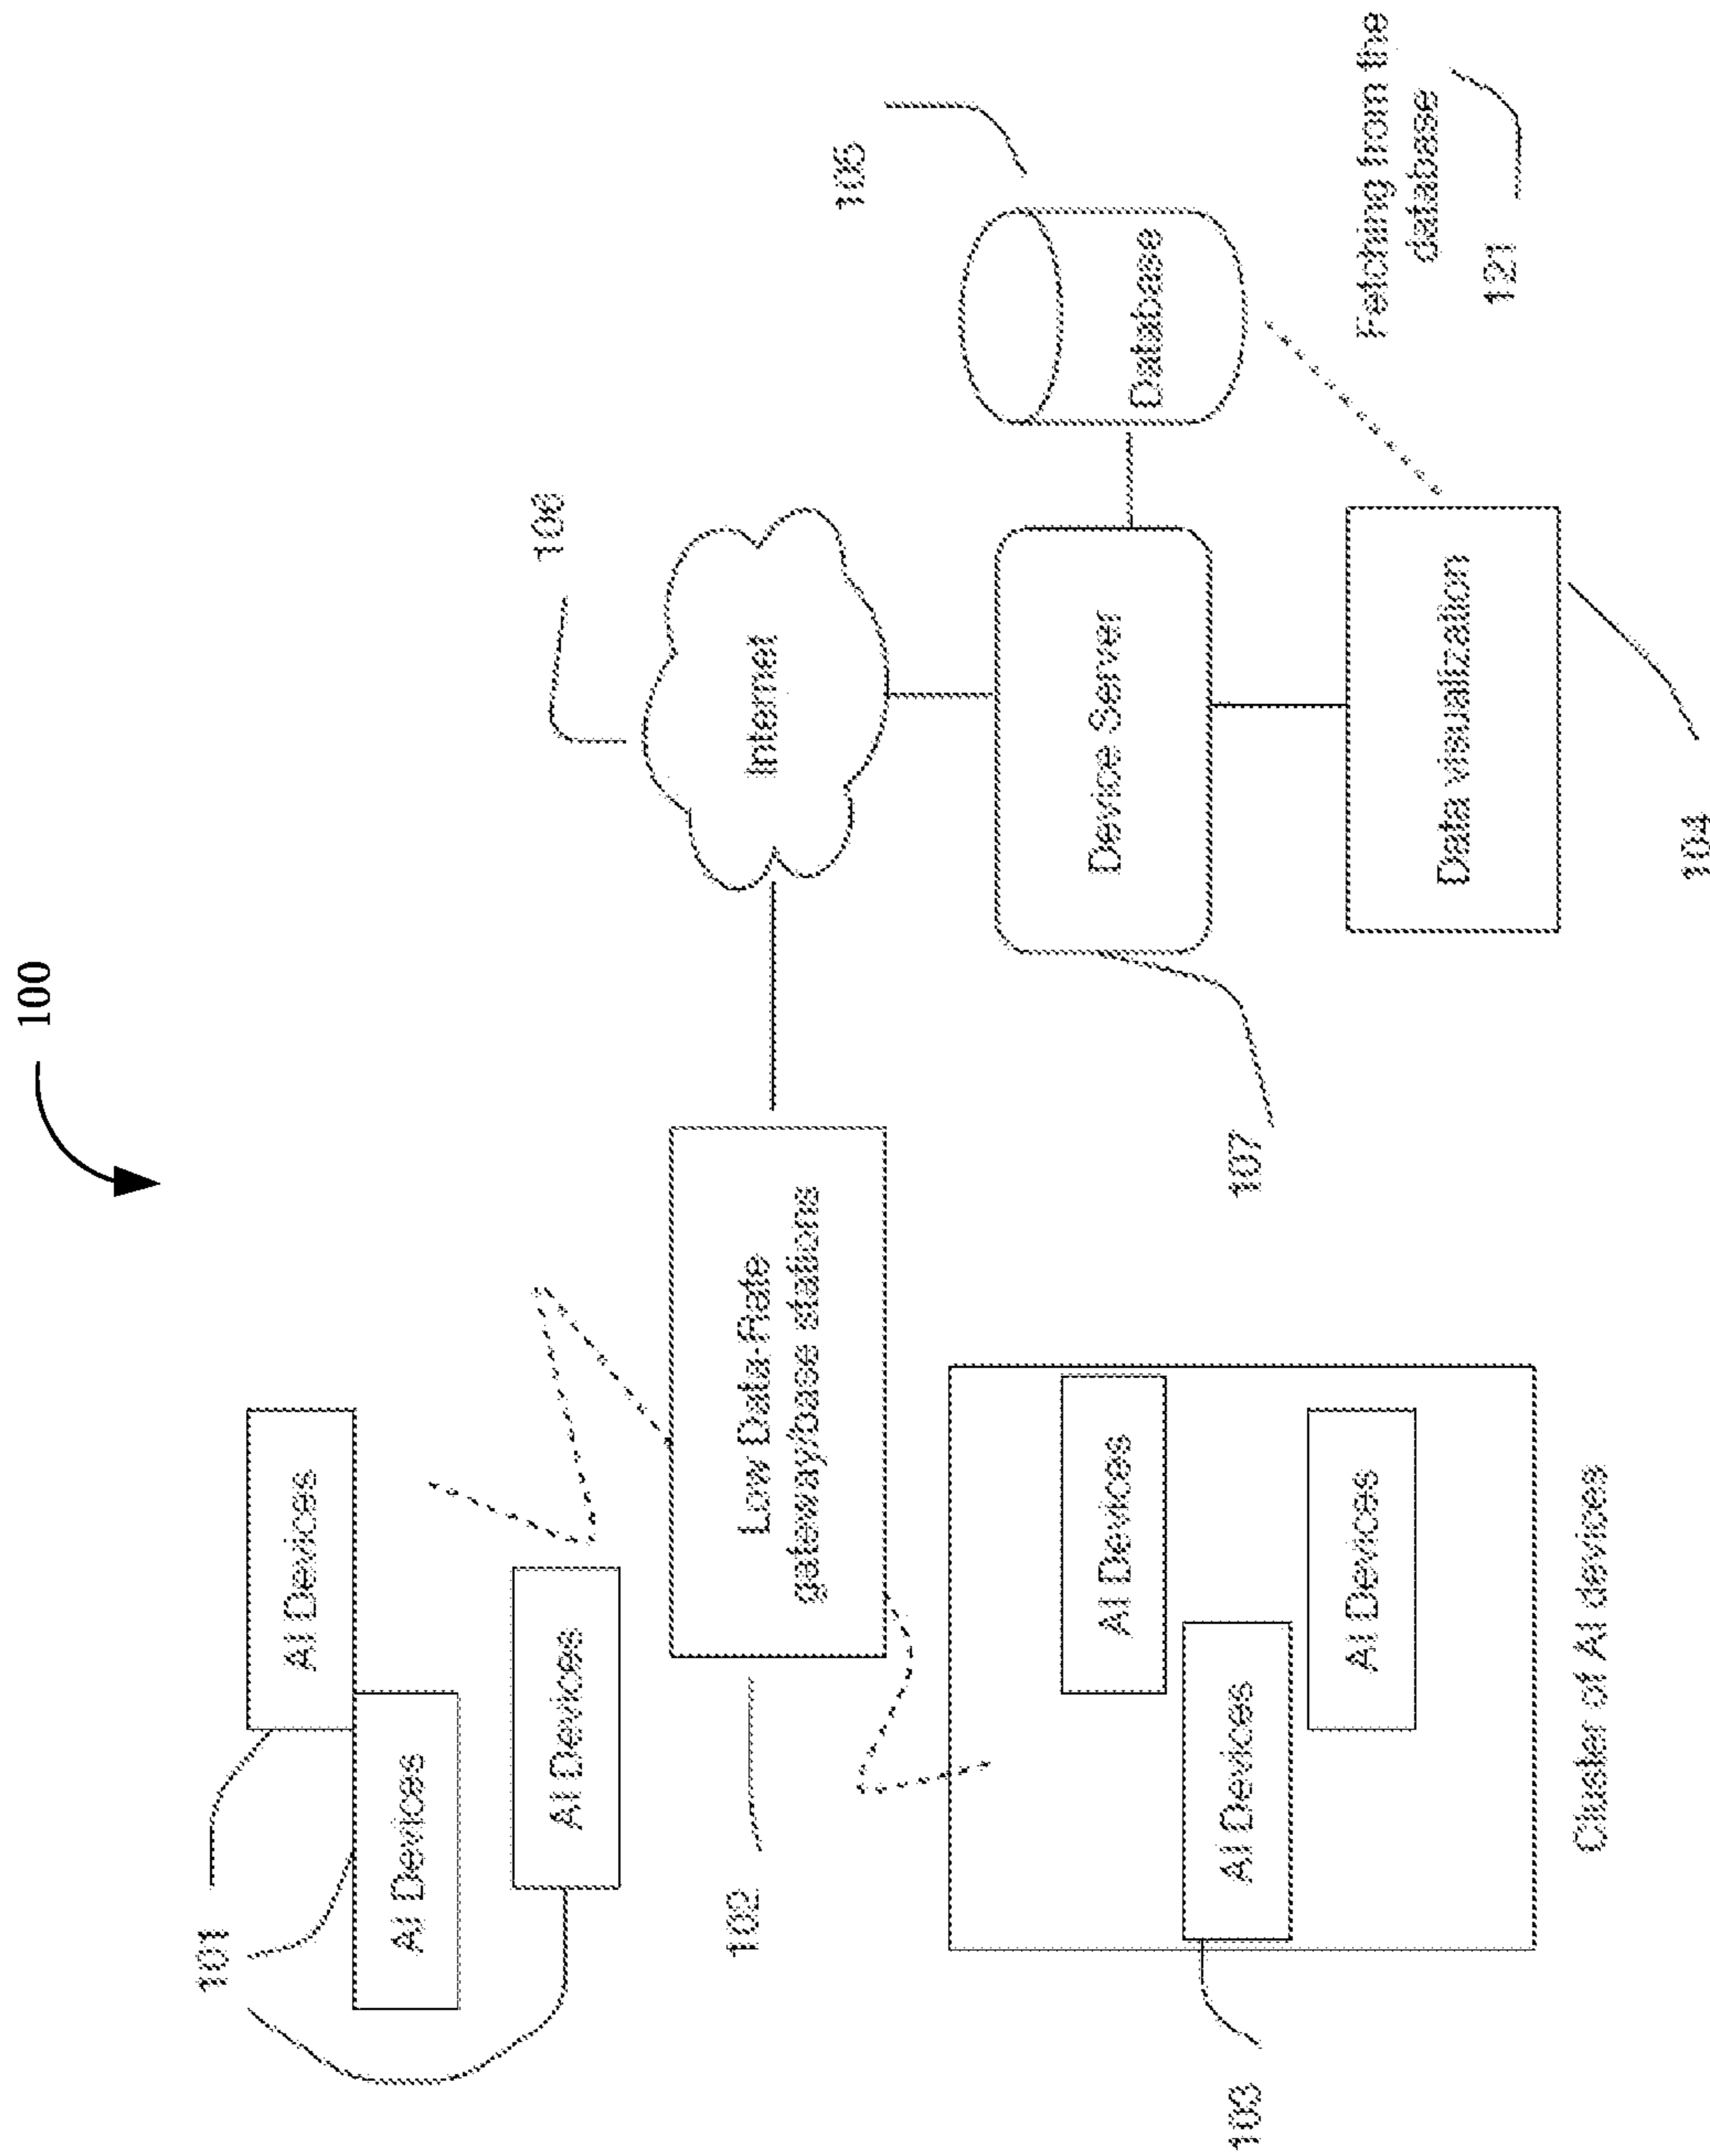 100
101
AI Devices
AI Devices
AI Devices
106
102
Low Data-Rate
gateway/base stations
Internet
105
AI Devices
Device Server
Database
103
AI Devices
107
AI Devices
Fetching from the
database
121
Data visualization
Cluster of AI devices
104